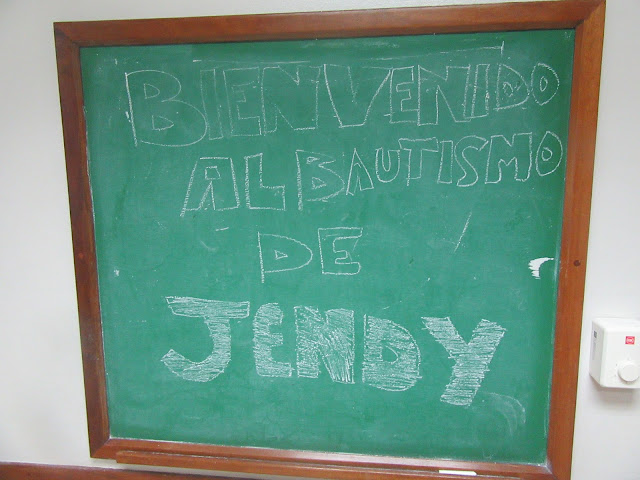 BIENVENIDO
AL BAUTISMO
DE
JENDY